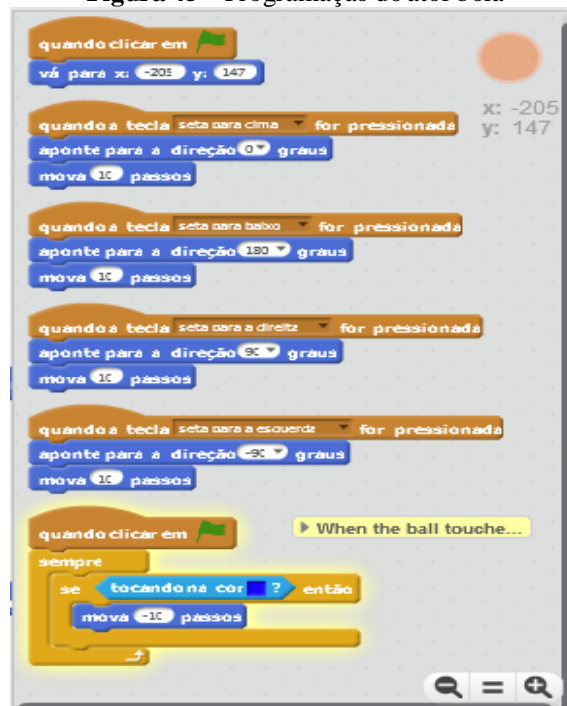 quando clicar em
vá para x: -205 y: 147
x: -205
y: 147
quando a tecla seta para cima for pressionada
aponte para a direção 0 graus
mova 10 passos
quando a tecla seta para baixo for pressionada
aponte para a direção 180 graus
mova 10 passos
quando a tecla seta para a direita for pressionada
aponte para a direção 90 graus
mova 10 passos
quando a tecla seta para a esquerda for pressionada
aponte para a direção -90 graus
mova 10 passos
quando clicar em
When the ball touche...
sempre
se tocando na cor ? então
mova -10 passos